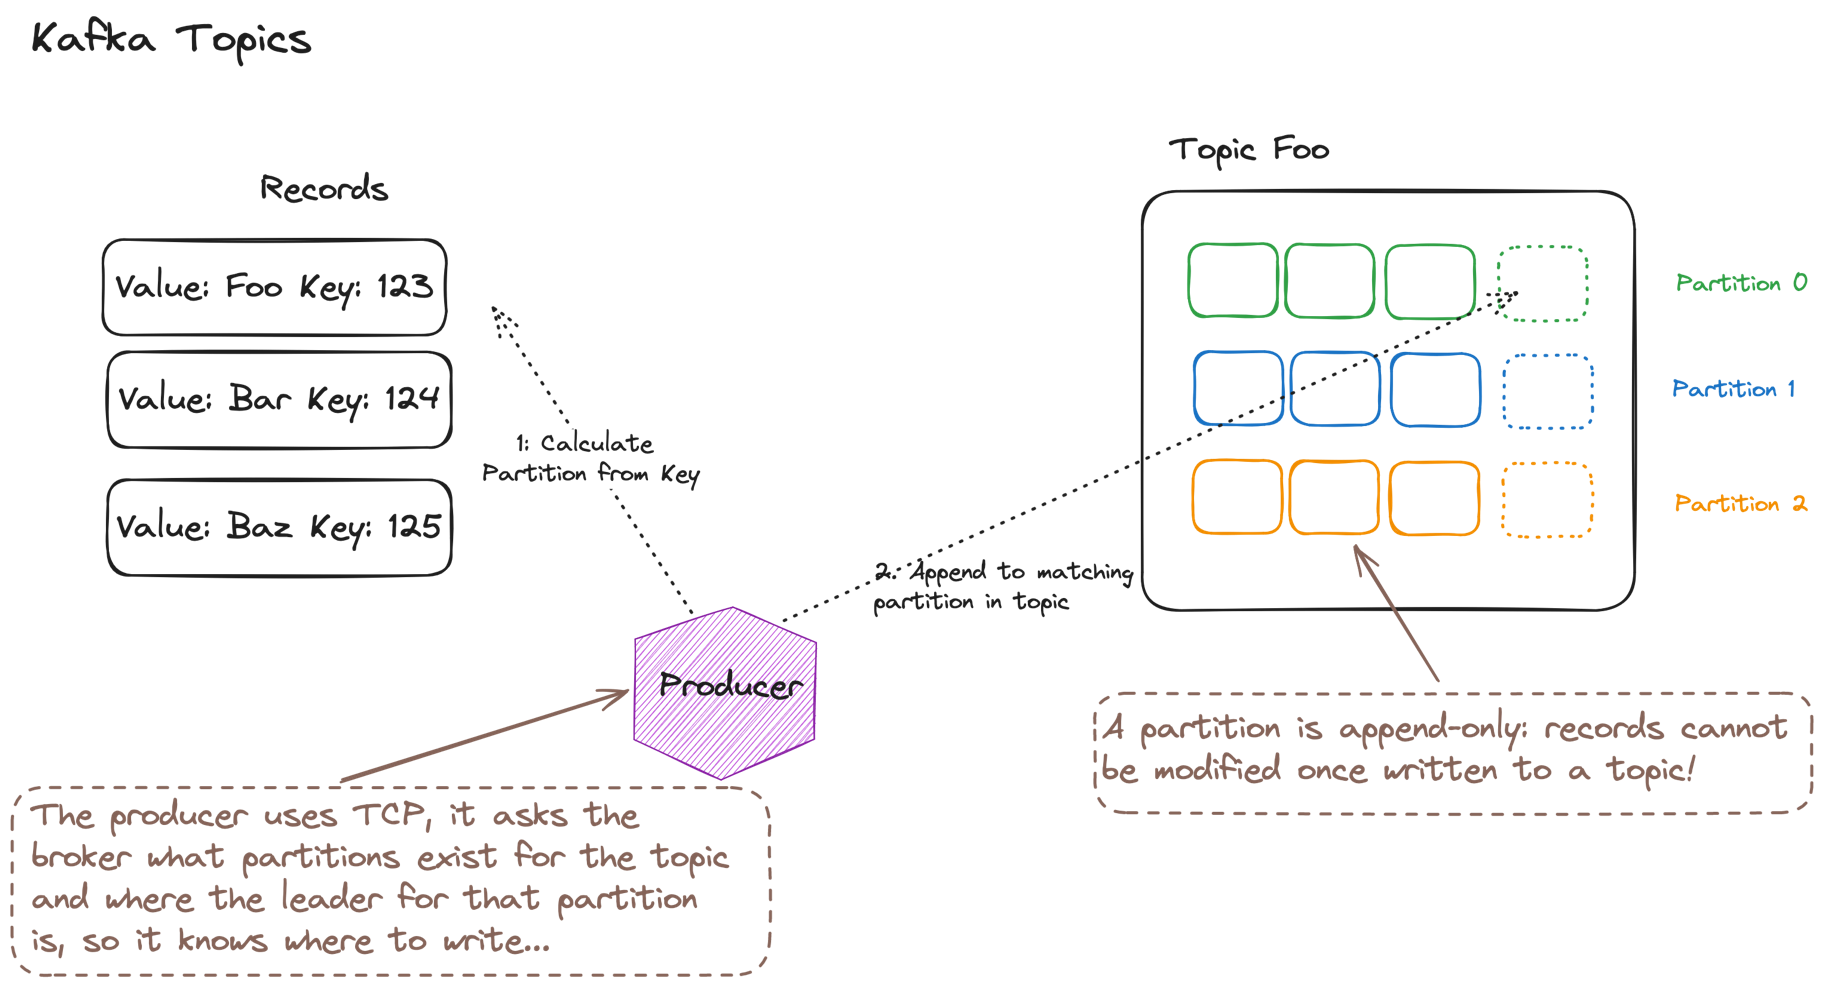 Kafka Topics
Records
Value: Foo Key: 123
Value: Bar Key: 124
Value: Baz Key: 125
1: Calculate
Partition from Key
Producer
2. Append to matching
partition in topic
Topic Foo
Partition 0
Partition 1
Partition 2
A partition is append-only: records cannot
be modified once written to a topic!
The producer uses TCP, it asks the
broker what partitions exist for the topic
and where the leader for that partition
is, so it knows where to write...